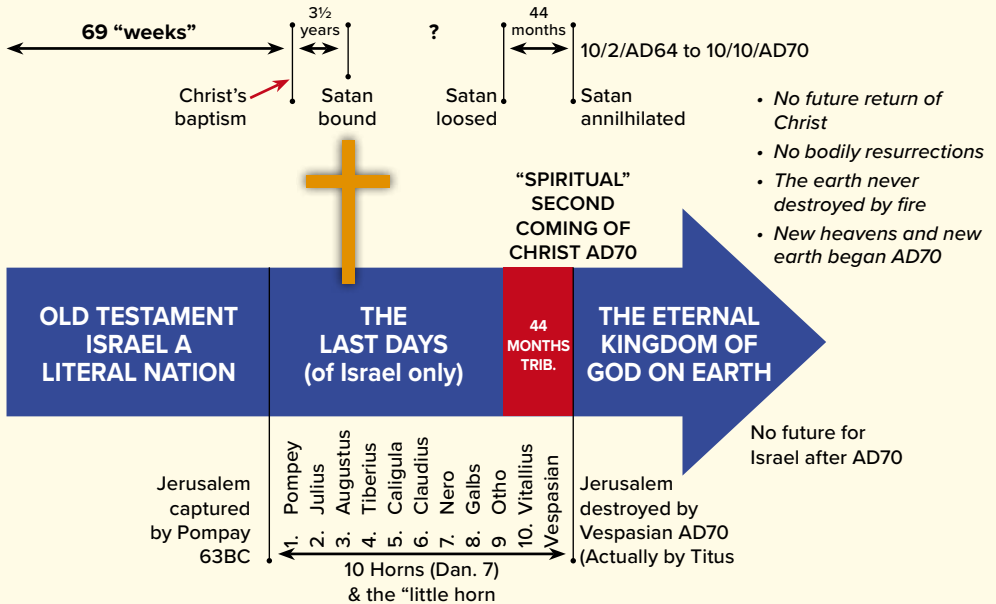 69 “weeks”
3½
years
?
44
months
10/2/AD64 to 10/10/AD70
Christ’s
baptism
Satan
bound
Satan
loosed
Satan
annilhilated
• No future return of
Christ
• No bodily resurrections
• The earth never
destroyed by fire
• New heavens and new
earth began AD70
“SPIRITUAL”
SECOND
COMING OF
CHRIST AD70
OLD TESTAMENT
ISRAEL A
LITERAL NATION
THE
LAST DAYS
(of Israel only)
44
MONTHS
TRIB.
THE ETERNAL
KINGDOM OF
GOD ON EARTH
No future for
Israel after AD70
Jerusalem
captured
by Pompay
63BC
1. Pompey
2. Julius
3. Augustus
4. Tiberius
5. Caligula
6. Claudius
7. Nero
8. Galbs
9 Otho
10. Vitallius
Vespasian
10 Horns (Dan. 7)
& the “little horn
Jerusalem
destroyed by
Vespasian AD70
(Actually by Titus